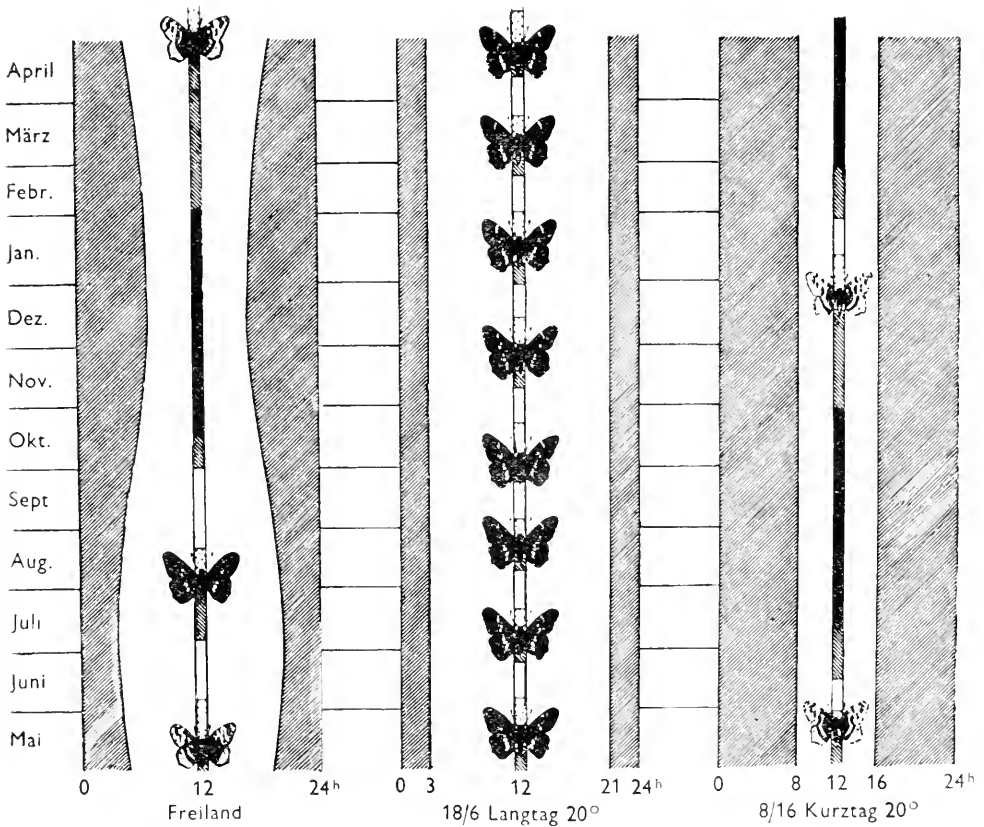 April
März
Febr.
Jan.
Dez.
Nov.
Okt.
Sept
Aug.
Juli
Juni
Mai
0 12 24h 0 3 12 21 24h 0 8 12 16 24h
Freiland 18/6 Langtag 20° 8/16 Kurztag 20°